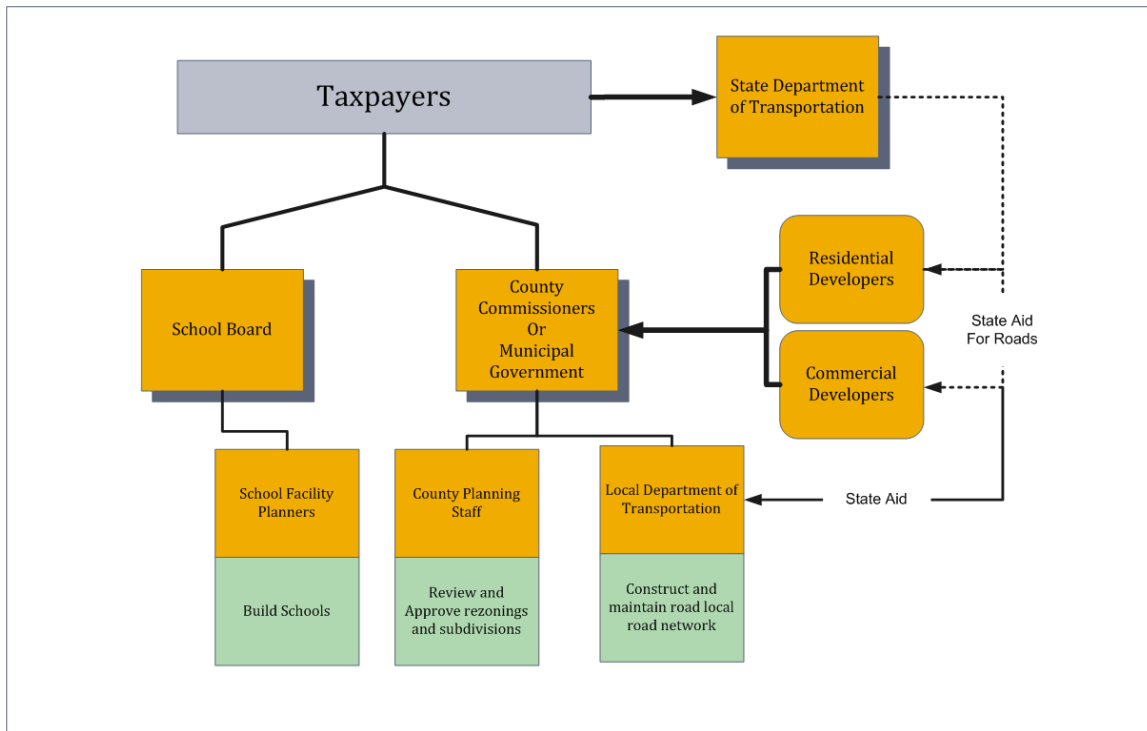 Taxpayers
State Department
of Transportation
School Board
County
Commissioners
Or
Municipal
Government
Residential
Developers
State Aid
For Roads
Commercial
Developers
School Facility
Planners
County Planning
Staff
Local Department of
Transportation
State Aid
Build Schools
Review and
Approve rezonings
and subdivisions
Construct and
maintain road local
road network